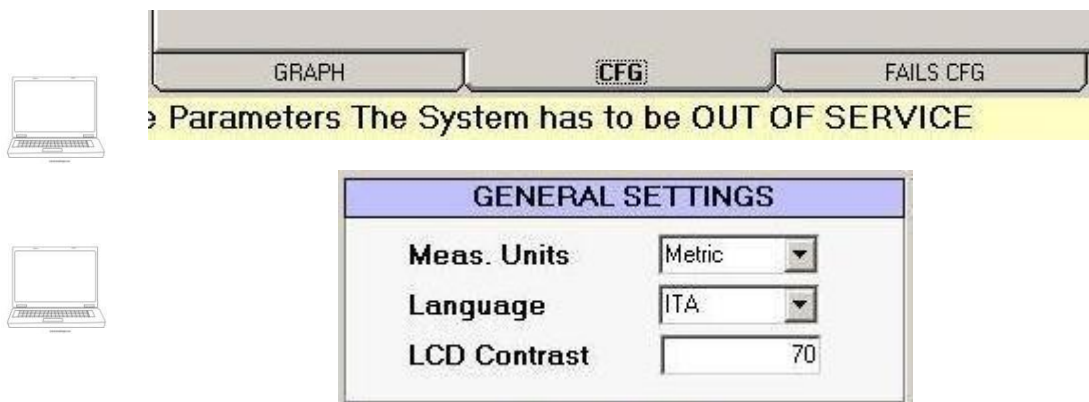 GRAPH CFG FAILS CFG
e Parameters The System has to be OUT OF SERVICE
GENERAL SETTINGS
Meas. Units Metric
Language ITA
LCD Contrast 70